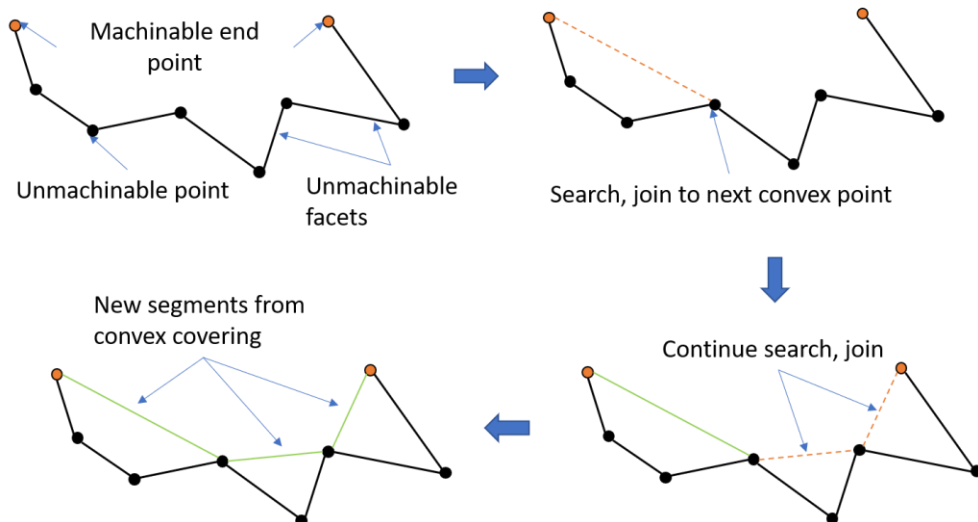 Machinable end
point
Unmachinable point
Unmachinable
facets
Search, join to next convex point
Continue search, join
New segments from
convex covering